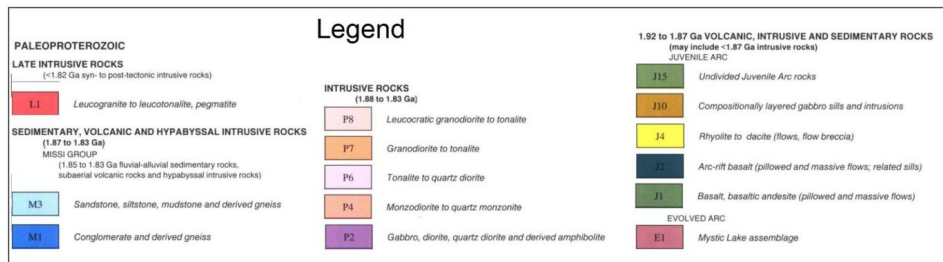 Legend
PALEOPROTEROZOIC
LATE INTRUSIVE ROCKS
(<1.82 Ga syn- to post-tectonic intrusive rocks)
L1 Leucogranite to leucotonalite, pegmatite
SEDIMENTARY, VOLCANIC AND HYPABYSSAL INTRUSIVE ROCKS
(1.87 to 1.83 Ga)
MISSI GROUP
(1.85 to 1.83 Ga fluvial-alluvial sedimentary rocks,
subaerial volcanic rocks and hypabyssal intrusive rocks)
M3 Sandstone, siltstone, mudstone and derived gneiss
M1 Conglomerate and derived gneiss
INTRUSIVE ROCKS
(1.88 to 1.83 Ga)
P8 Leucocratic granodiorite to tonalite
P7 Granodiorite to tonalite
P6 Tonalite to quartz diorite
P4 Monzodiorite to quartz monzonite
P2 Gabbro, diorite, quartz diorite and derived amphibolite
1.92 to 1.87 Ga VOLCANIC, INTRUSIVE AND SEDIMENTARY ROCKS
(may include <1.87 Ga intrusive rocks)
JUVENILE ARC
J15 Undivided Juvenile Arc rocks
J10 Compositionally layered gabbro sills and intrusions
J4 Rhyolite to dacite (flows, flow breccia)
J2 Arc-rift basalt (pillowed and massive flows; related sills)
J1 Basalt, basaltic andesite (pillowed and massive flows)
EVOLVED ARC
E1 Mystic Lake assemblage